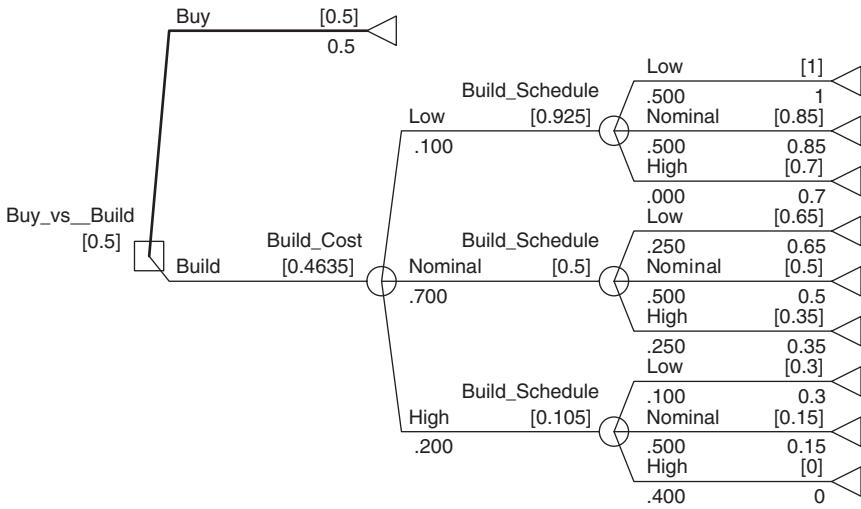 Buy [0.5]
0.5
Low [1]
Build_Schedule
.500 1
Low [0.925]
Nominal [0.85]
.100
.500 0.85
High [0.7]
.000 0.7
Buy_vs__Build
[0.5]
Low [0.65]
Build_Cost
Build_Schedule
.250 0.65
Build [0.4635]
Nominal [0.5]
Nominal [0.5]
.700
.500 0.5
High [0.35]
.250 0.35
Low [0.3]
Build_Schedule
.100 0.3
High [0.105]
Nominal [0.15]
.200
.500 0.15
High [0]
.400 0